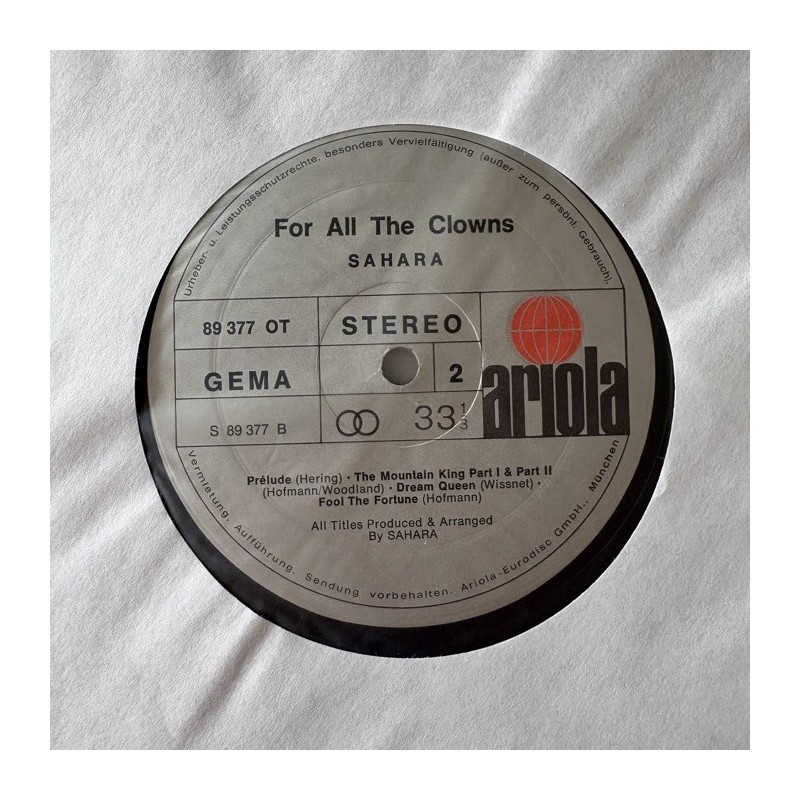 Urheber- u. Leistungsschutzrechte, besonders Vervielfältigung (außer zum persönl. Gebrauch),
For All The Clowns
SAHARA
89 377 OT
STEREO
GEMA
2
ariola
S 89 377 B
33 1/3
Prélude (Hering) · The Mountain King Part I & Part II
(Hofmann/Woodland) · Dream Queen (Wissnet) ·
Fool The Fortune (Hofmann)
All Titles Produced & Arranged
By SAHARA
Vermietung, Aufführung, Sendung vorbehalten. Ariola-Eurodisc GmbH., München